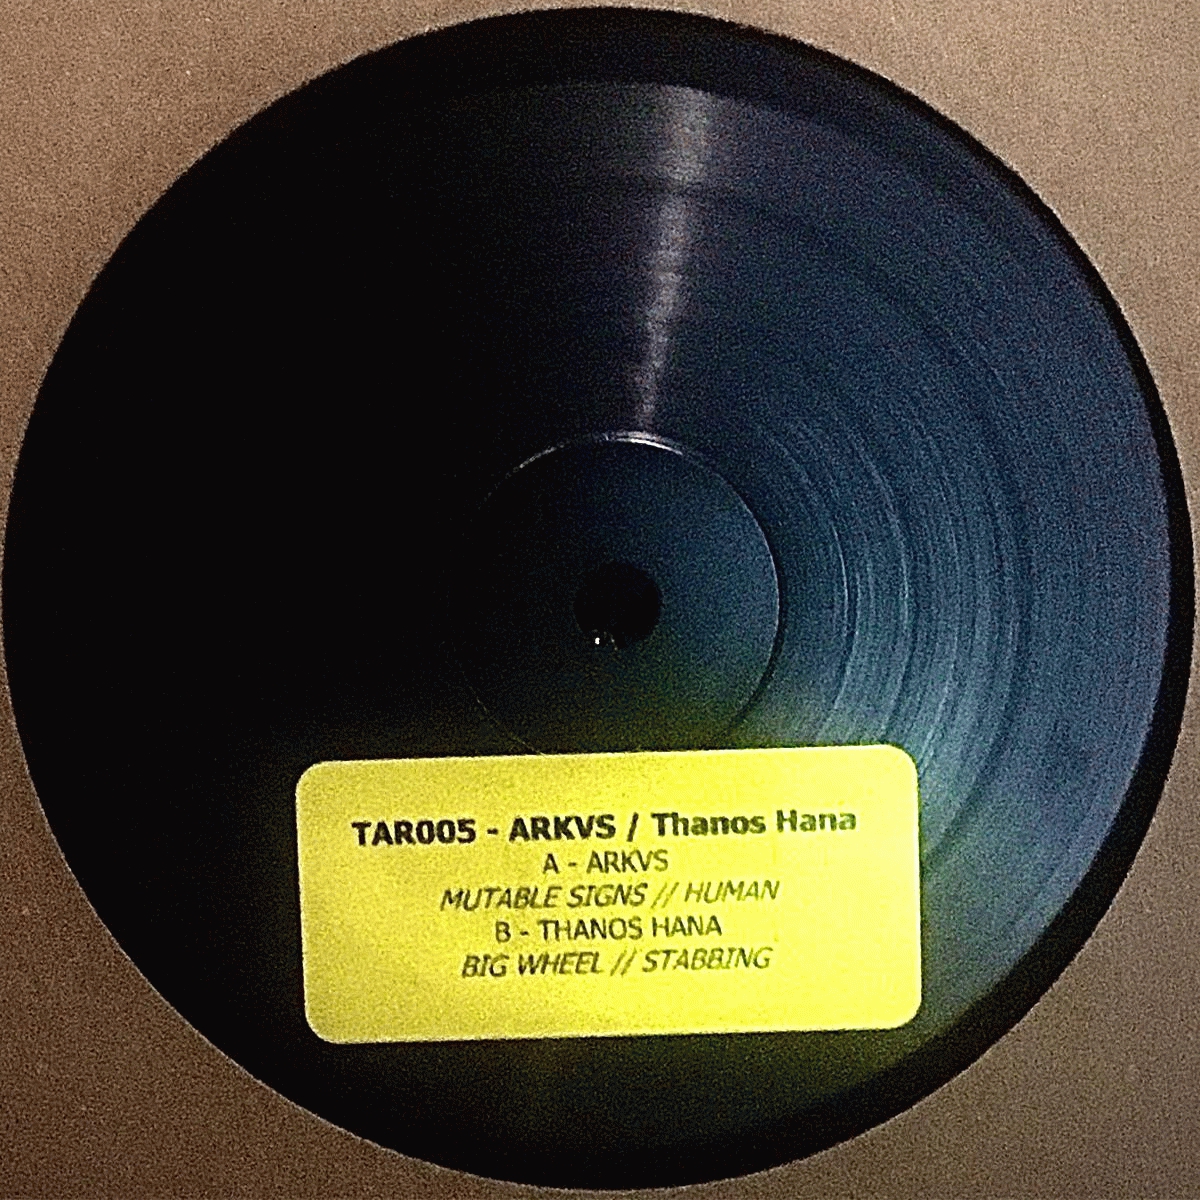 TAR005 - ARKVS / Thanos Hana
A - ARKVS
MUTABLE SIGNS // HUMAN
B - THANOS HANA
BIG WHEEL // STABBING